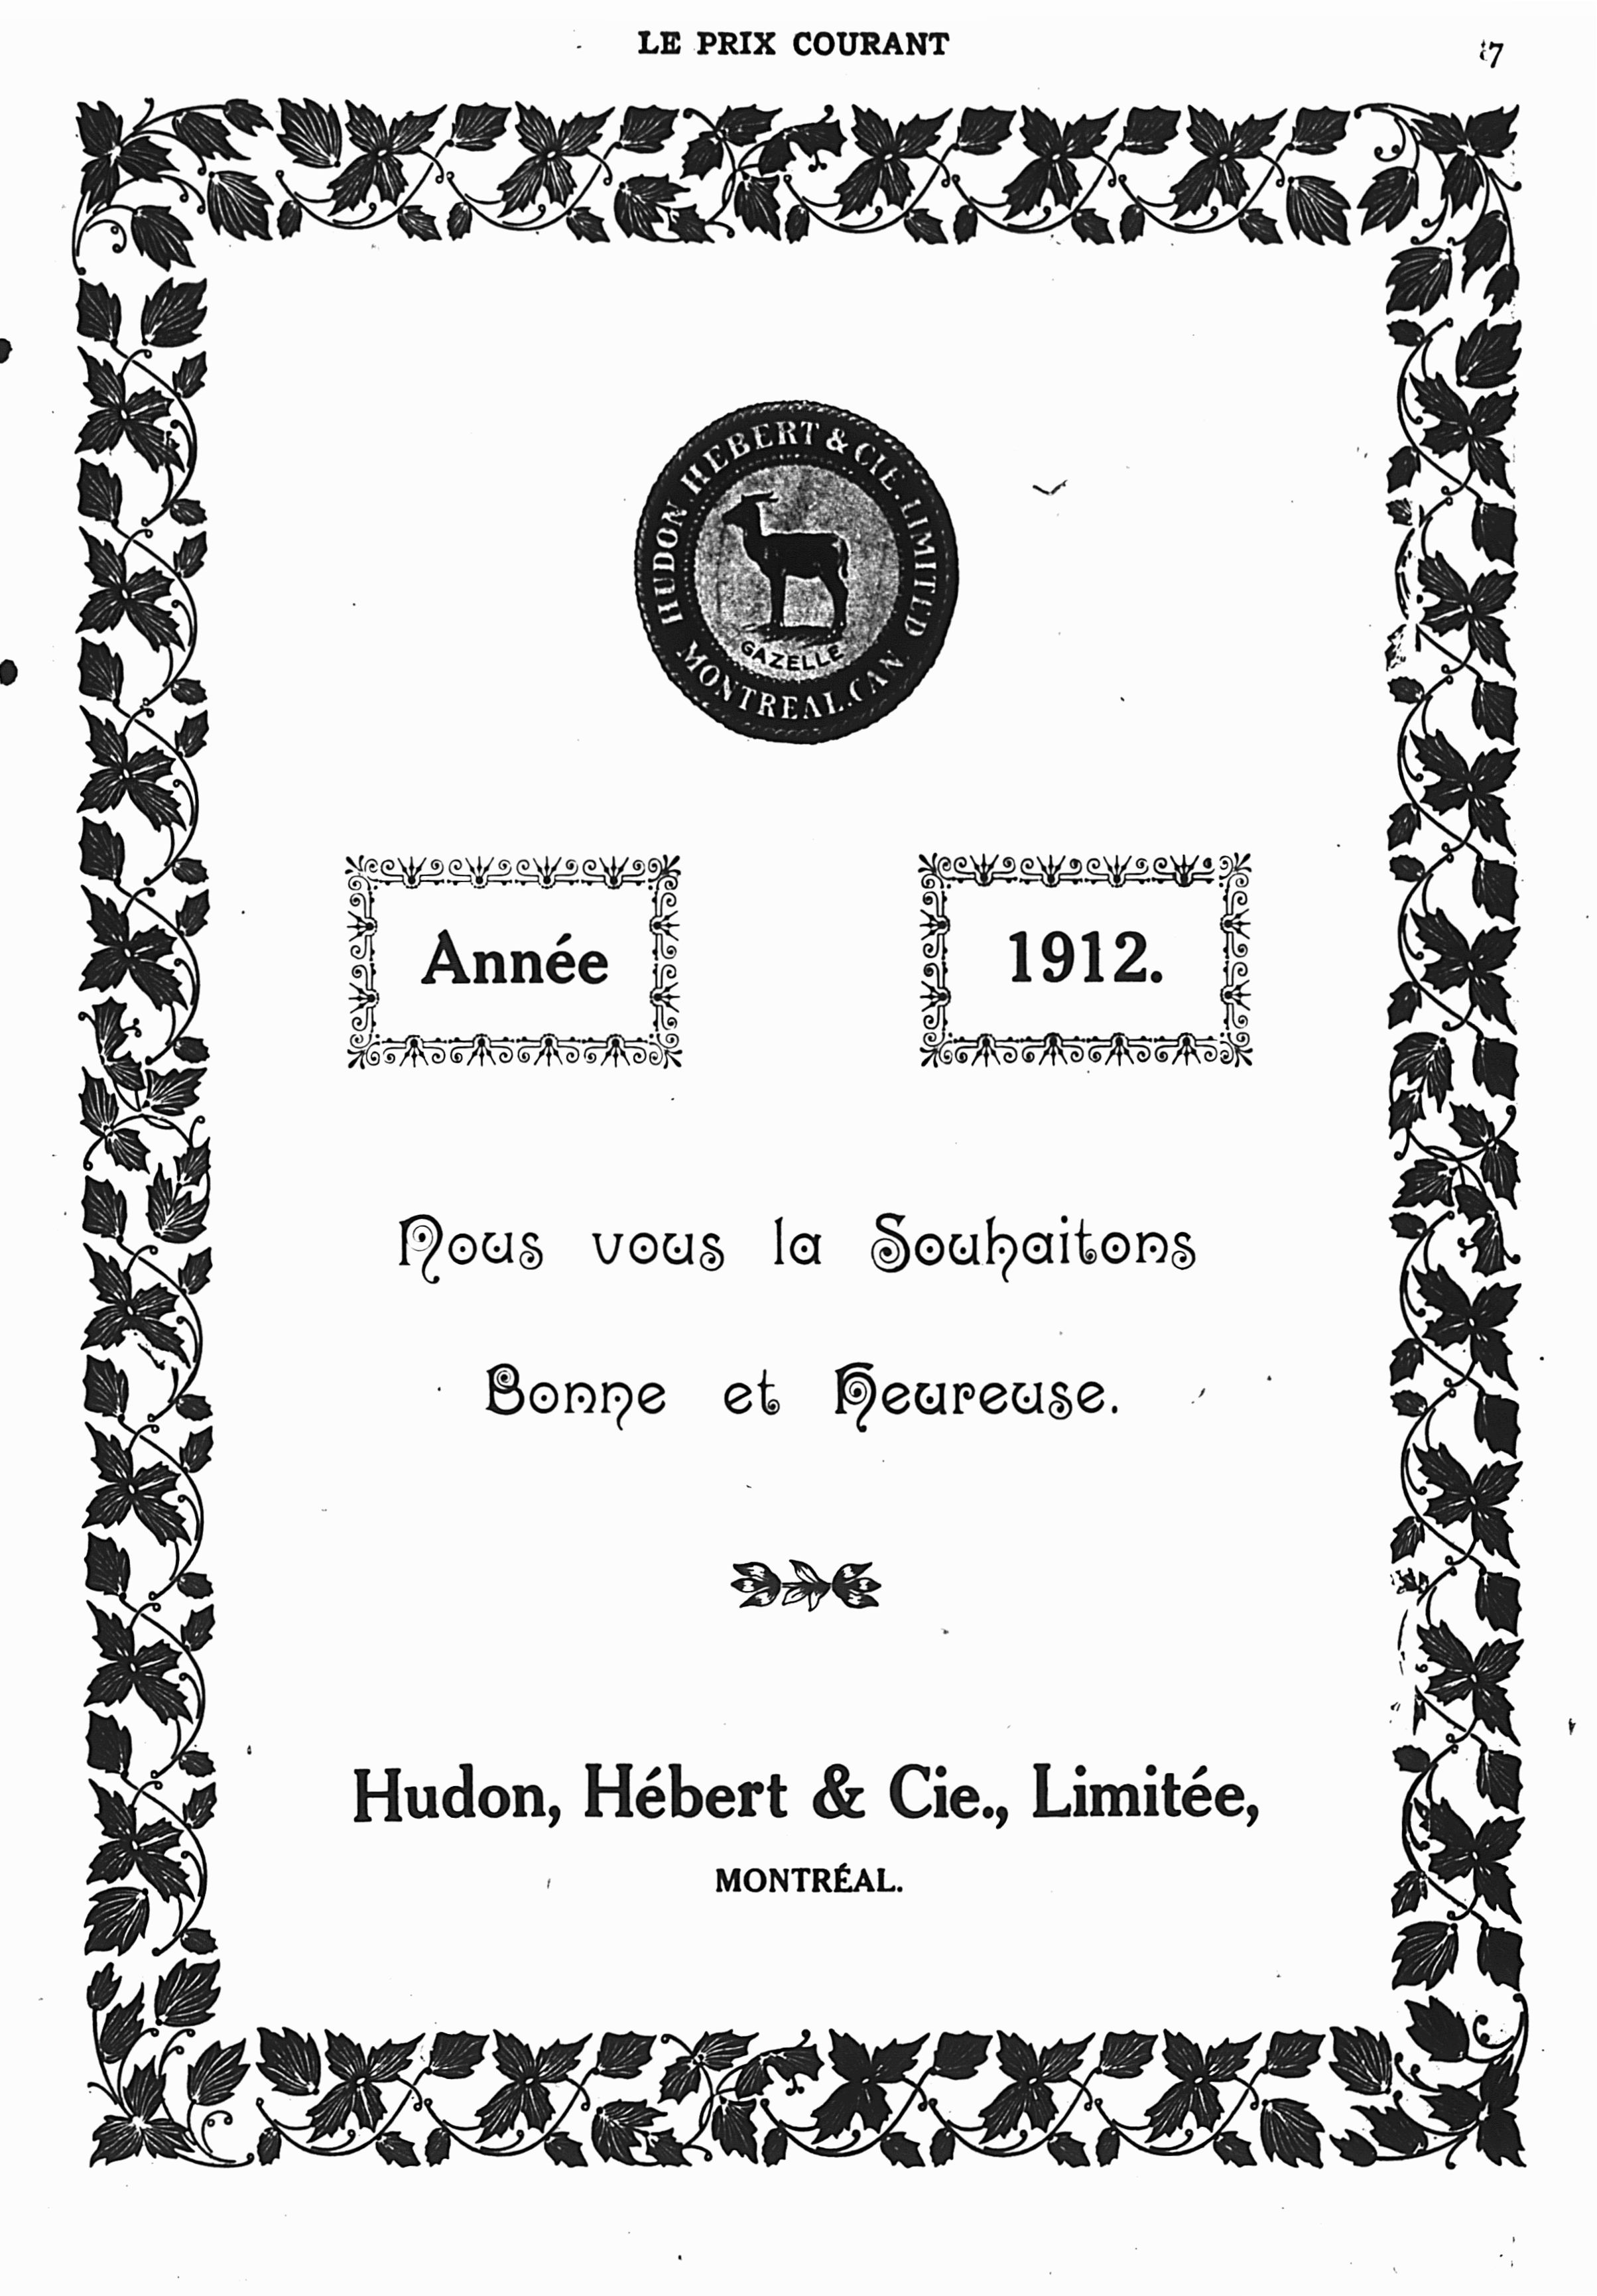 LE PRIX COURANT
HUDON HEBERT & CIE. LIMITED
GAZELLE
MONTREAL.CAN
Année
1912.
Nous vous la Souhaitons
Bonne et Heureuse.
Hudon, Hébert & Cie., Limitée,
MONTRÉAL.